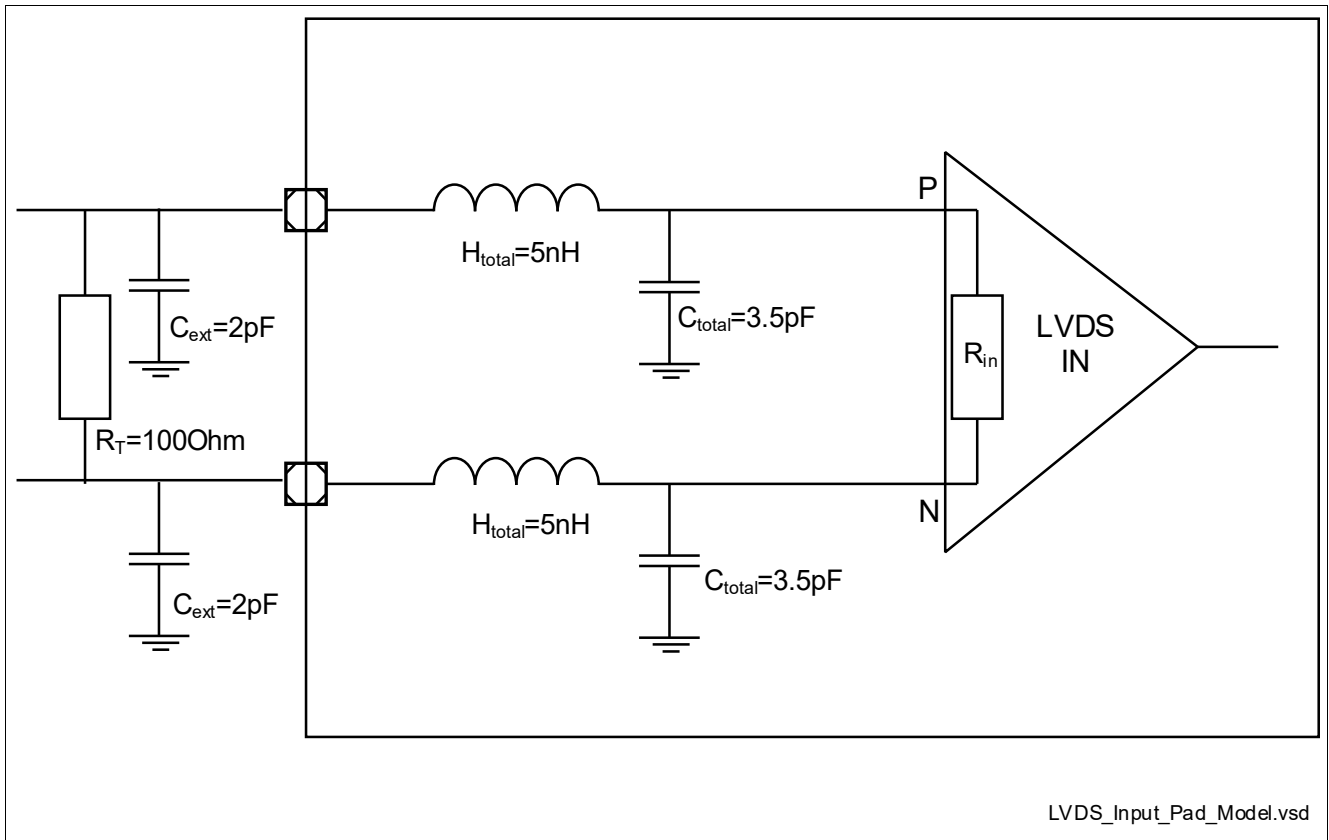 P
H_total=5nH
C_total=3.5pF
C_ext=2pF
LVDS
IN
R_in
R_T=100Ohm
N
H_total=5nH
C_total=3.5pF
C_ext=2pF
LVDS_Input_Pad_Model.vsd